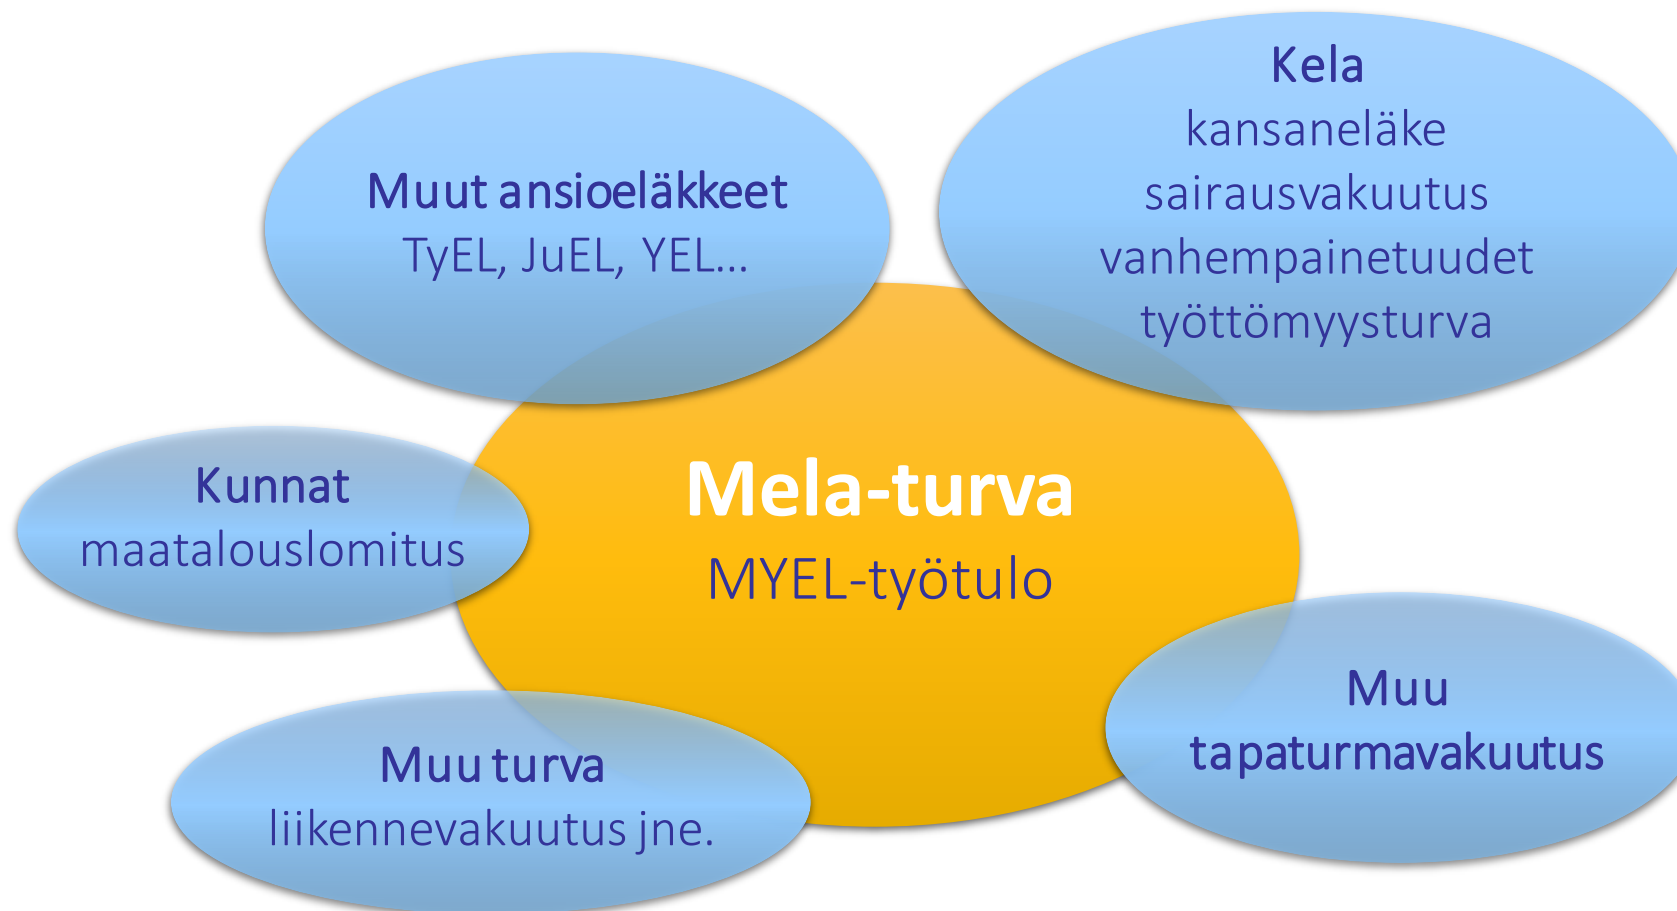 Muut ansioeläkkeet
TyEL, JuEL, YEL...
Kela
kansaneläke
sairausvakuutus
vanhempainetuudet
työttömyysturva
Kunnat
maatalouslomitus
Mela-turva
MYEL-työtulo
Muu turva
liikennevakuutus jne.
Muu
tapaturmavakuutus